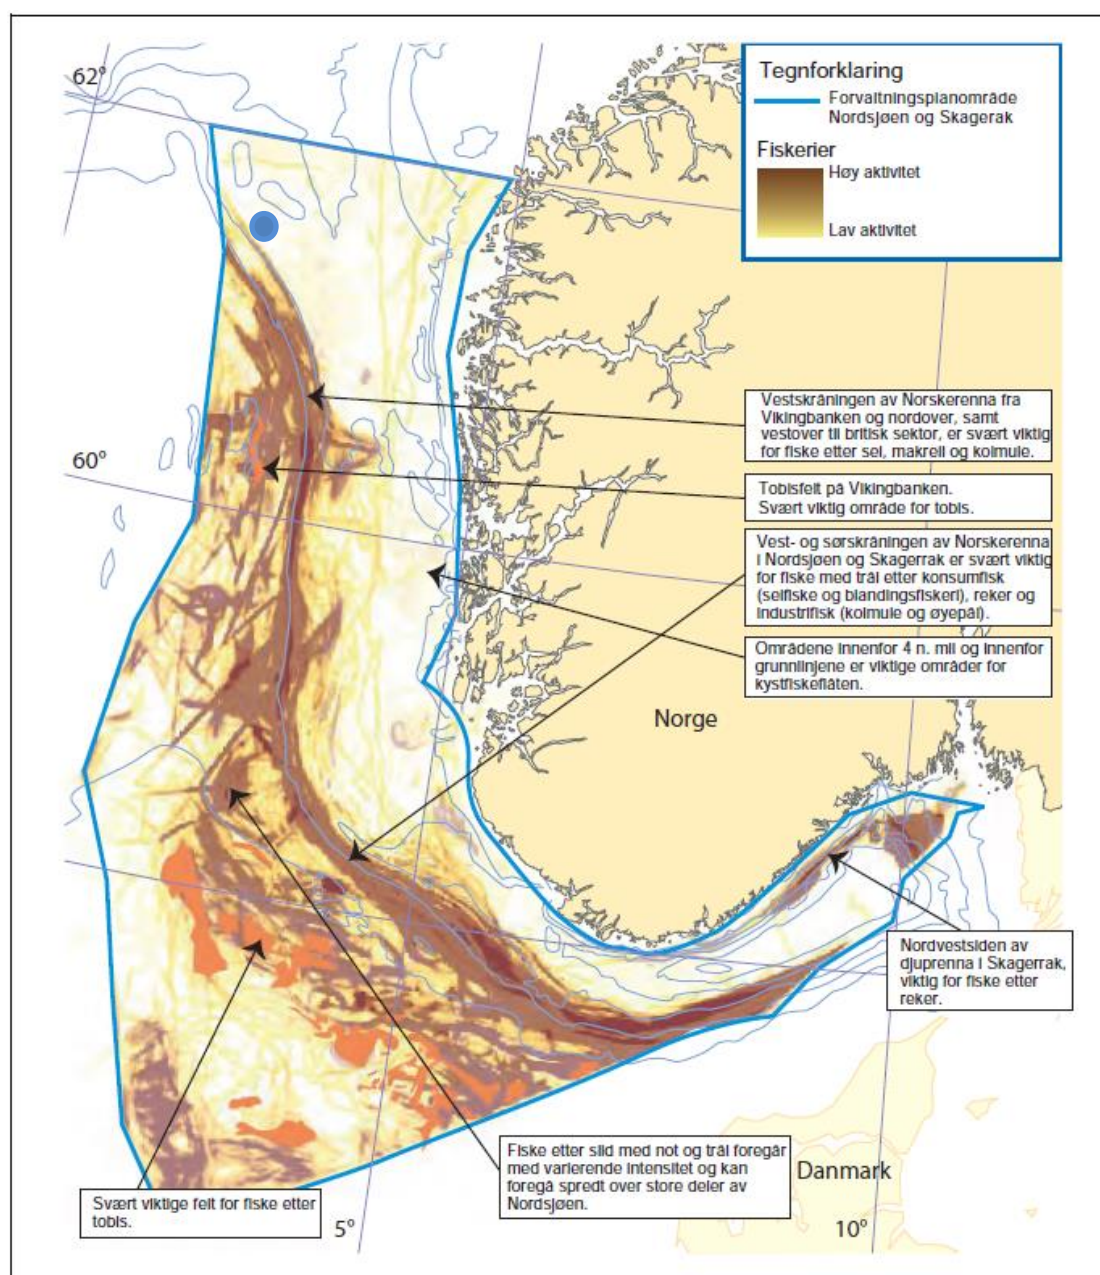 62°
Tegnforklaring
Forvaltningsplanområde
Nordsjøen og Skagerak
Fiskerier
Høy aktivitet
Lav aktivitet
Vestskråningen av Norskerenna fra
Vikingbanken og nordover, samt
vestover til britisk sektor, er svært viktig
for fiske etter sei, makrell og kolmule.
60°
Tobisfelt på Vikingbanken.
Svært viktig område for tobis.
Vest- og sørskråningen av Norskerenna
i Nordsjøen og Skagerrak er svært viktig
for fiske med trål etter konsumfisk
(seifiske og blandingsfiskeri), reker og
industrifisk (kolmule og øyepål).
Områdene innenfor 4 n. mil og innenfor
grunnlinjene er viktige områder for
kystfiskeflåten.
Norge
Nordvestsiden av
djuprenna i Skagerrak,
viktig for fiske etter
reker.
Fiske etter sild med not og trål foregår
med varierende intensitet og kan
foregå spredt over store deler av
Nordsjøen.
Danmark
Svært viktige felt for fiske etter
tobis.
5°
10°